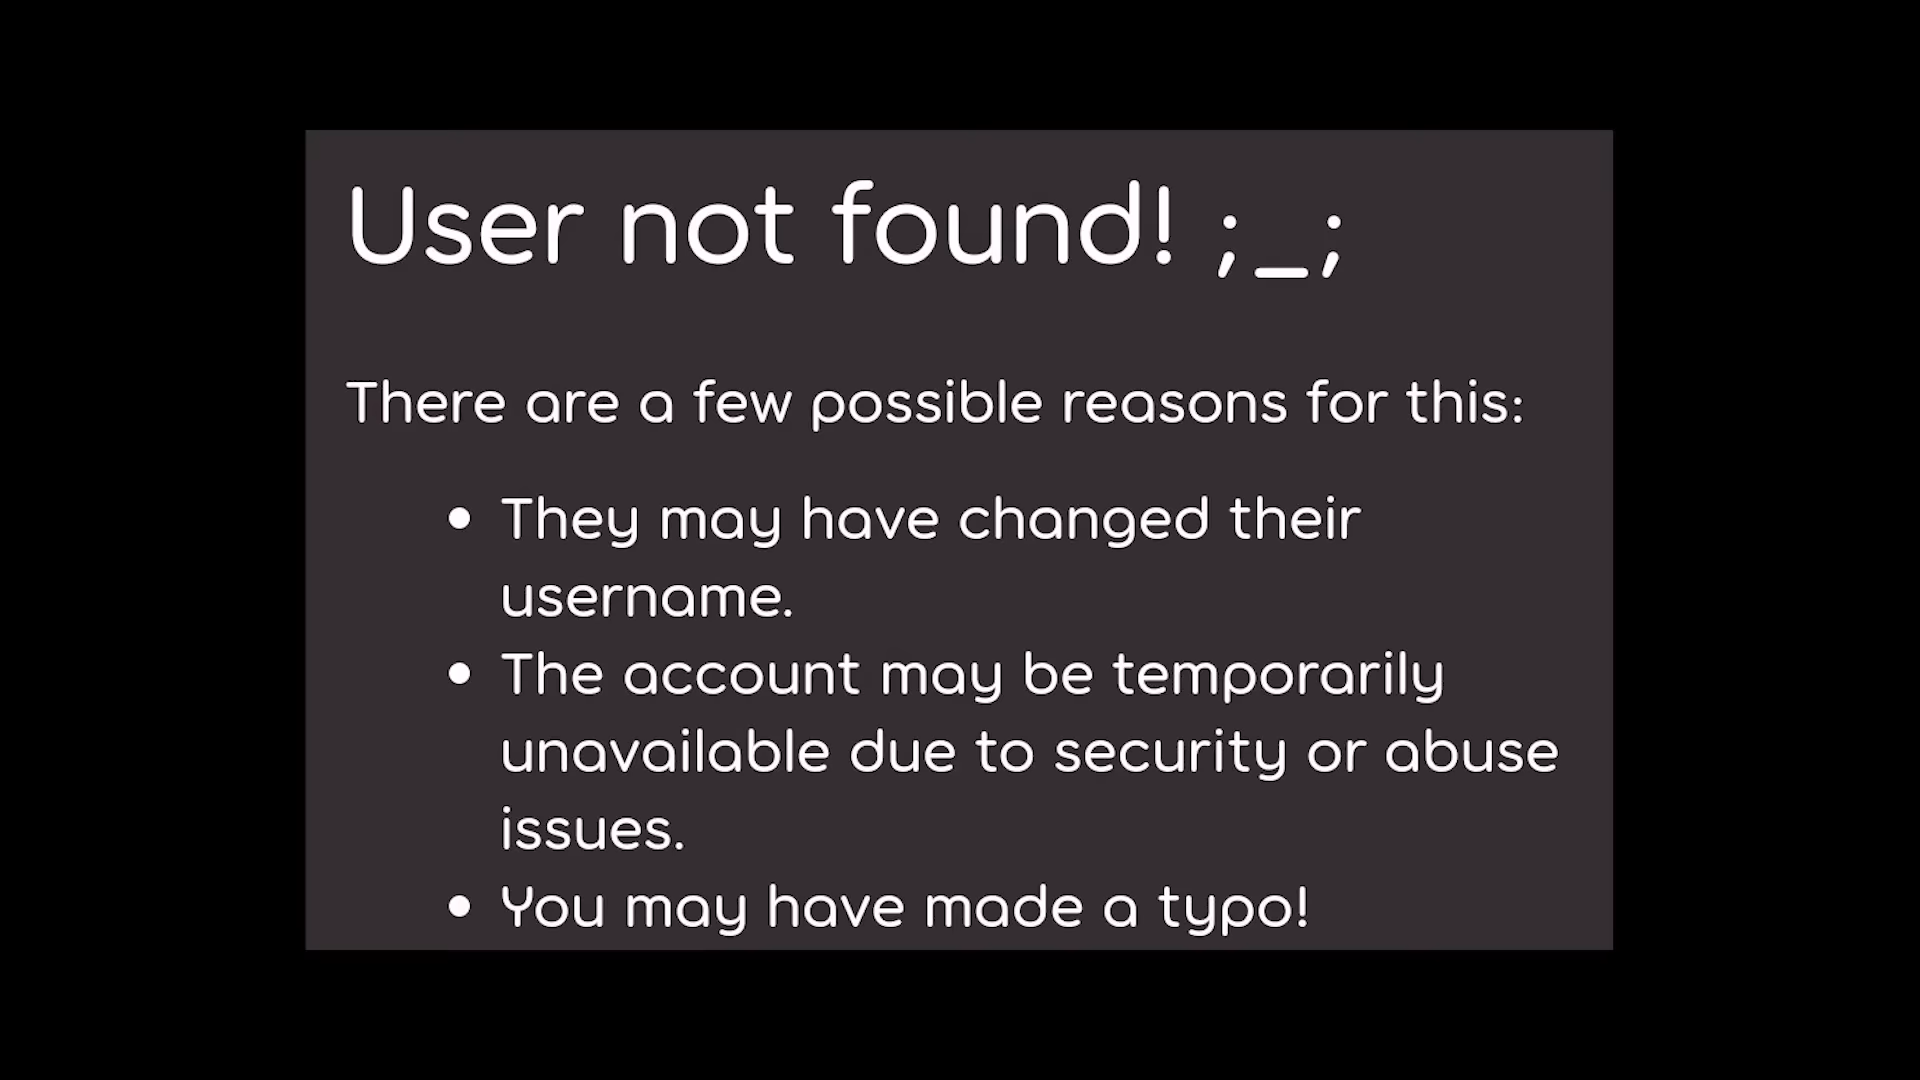 User not found! ;_;
There are a few possible reasons for this:
• They may have changed their
username.
• The account may be temporarily
unavailable due to security or abuse
issues.
• You may have made a typo!